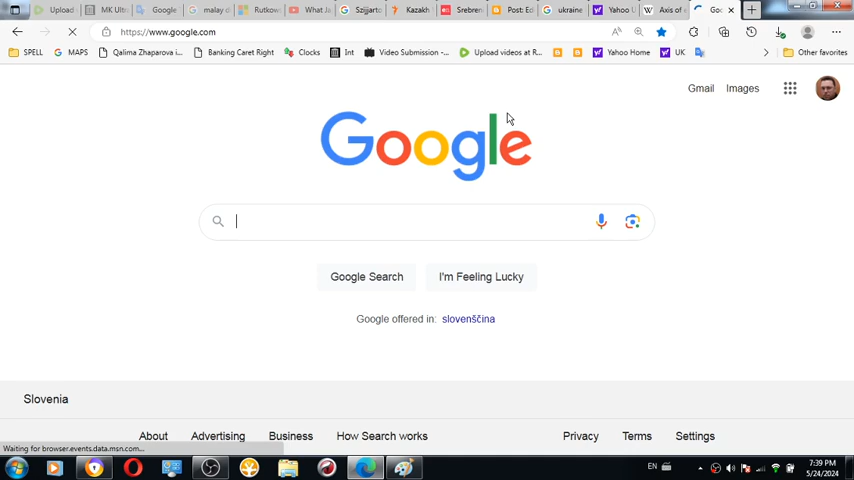 Upload
MK Ultr
Google
malay d
Rutkow
What Ja
Szijjarto
Kazakh
Srebren
Post: Ed
ukraine
Yahoo U
Axis of
Goo
https://www.google.com
SPELL
MAPS
Qalima Zhaparova i...
Banking Caret Right
Clocks
Int
Video Submission -...
Upload videos at R...
Yahoo Home
UK
Other favorites
Gmail
Images
Google
Google Search
I'm Feeling Lucky
Google offered in: slovenščina
Slovenia
About
Advertising
Business
How Search works
Privacy
Terms
Settings
Waiting for browser.events.data.msn.com...
EN
7:39 PM
5/24/2024